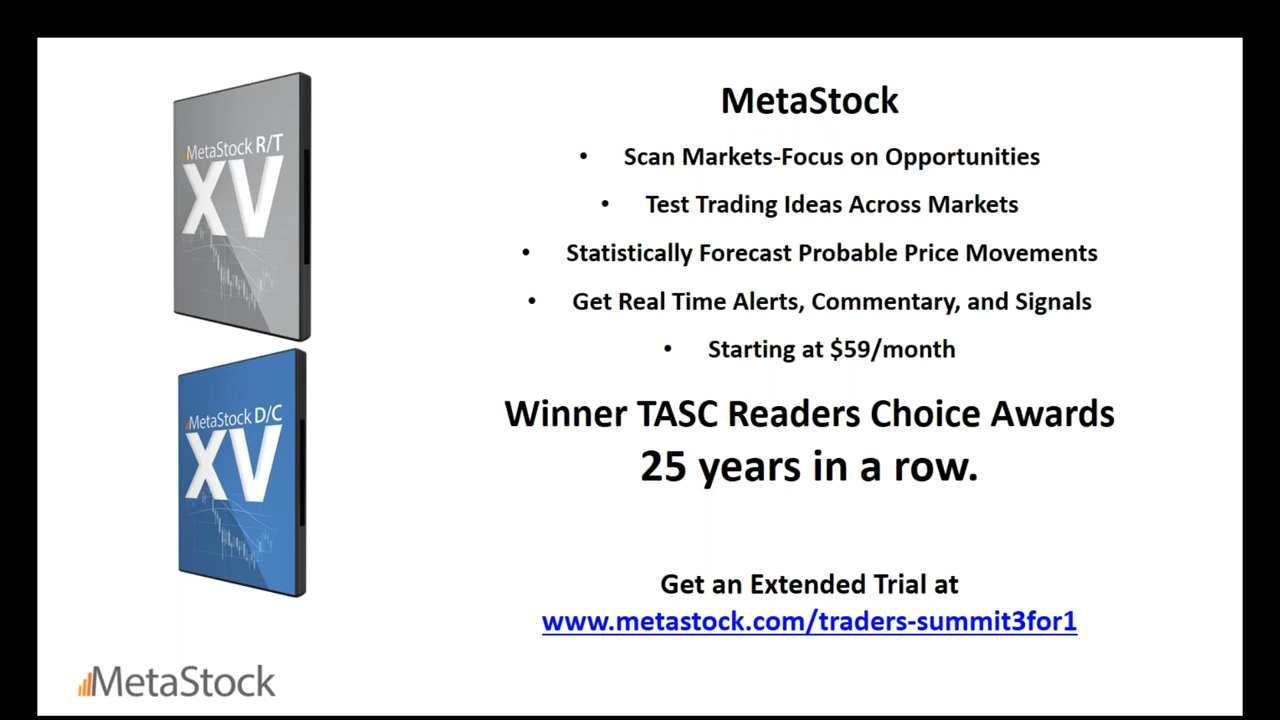 MetaStock R/T
XV
MetaStock D/C
XV
MetaStock
• Scan Markets-Focus on Opportunities
• Test Trading Ideas Across Markets
• Statistically Forecast Probable Price Movements
• Get Real Time Alerts, Commentary, and Signals
• Starting at $59/month
Winner TASC Readers Choice Awards
25 years in a row.
Get an Extended Trial at
www.metastock.com/traders-summit3for1
MetaStock